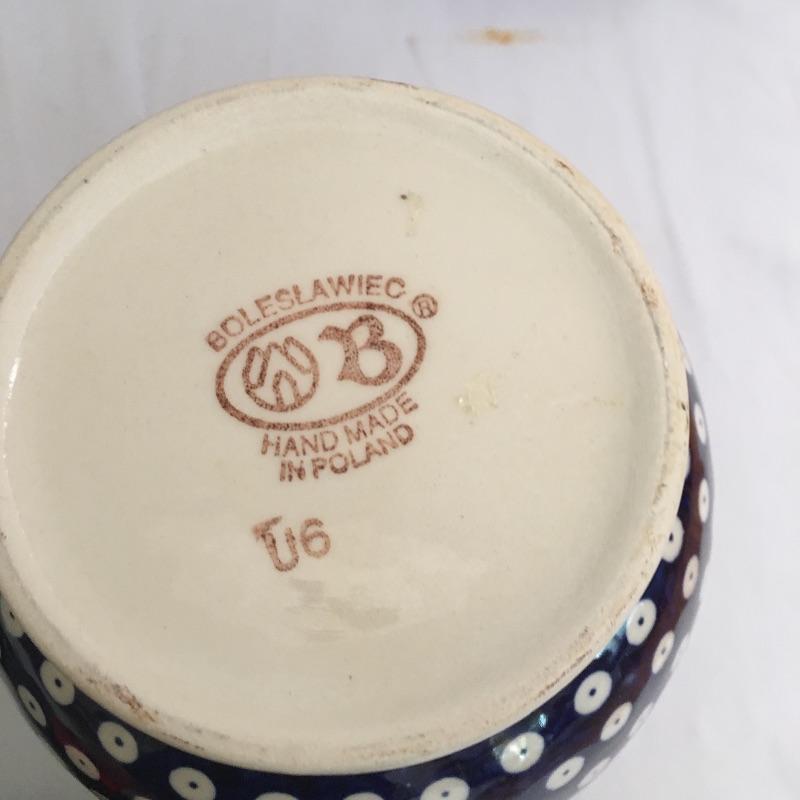 BOLESŁAWIEC ®
B
HAND MADE
IN POLAND
U6